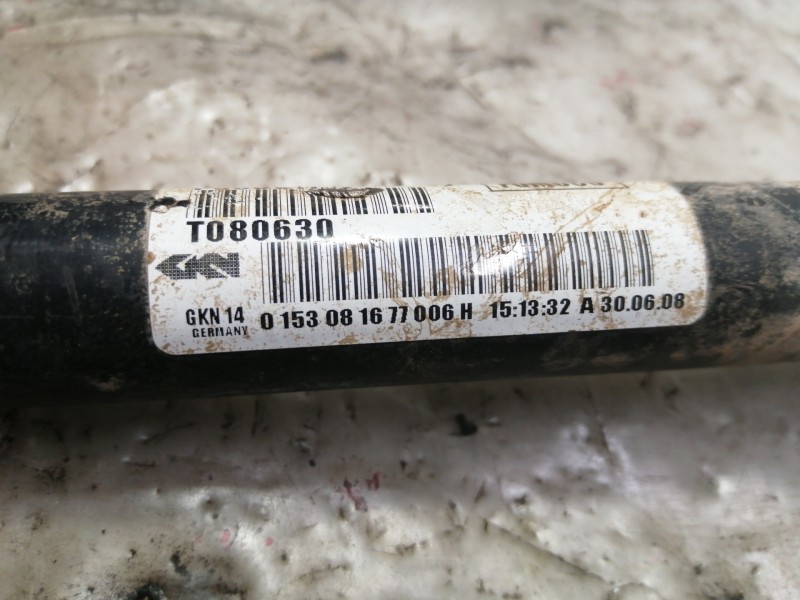 T080630
GKN
GKN 14
GERMANY
0 153 08 16 77 006 H 15:13:32 A 30.06.08